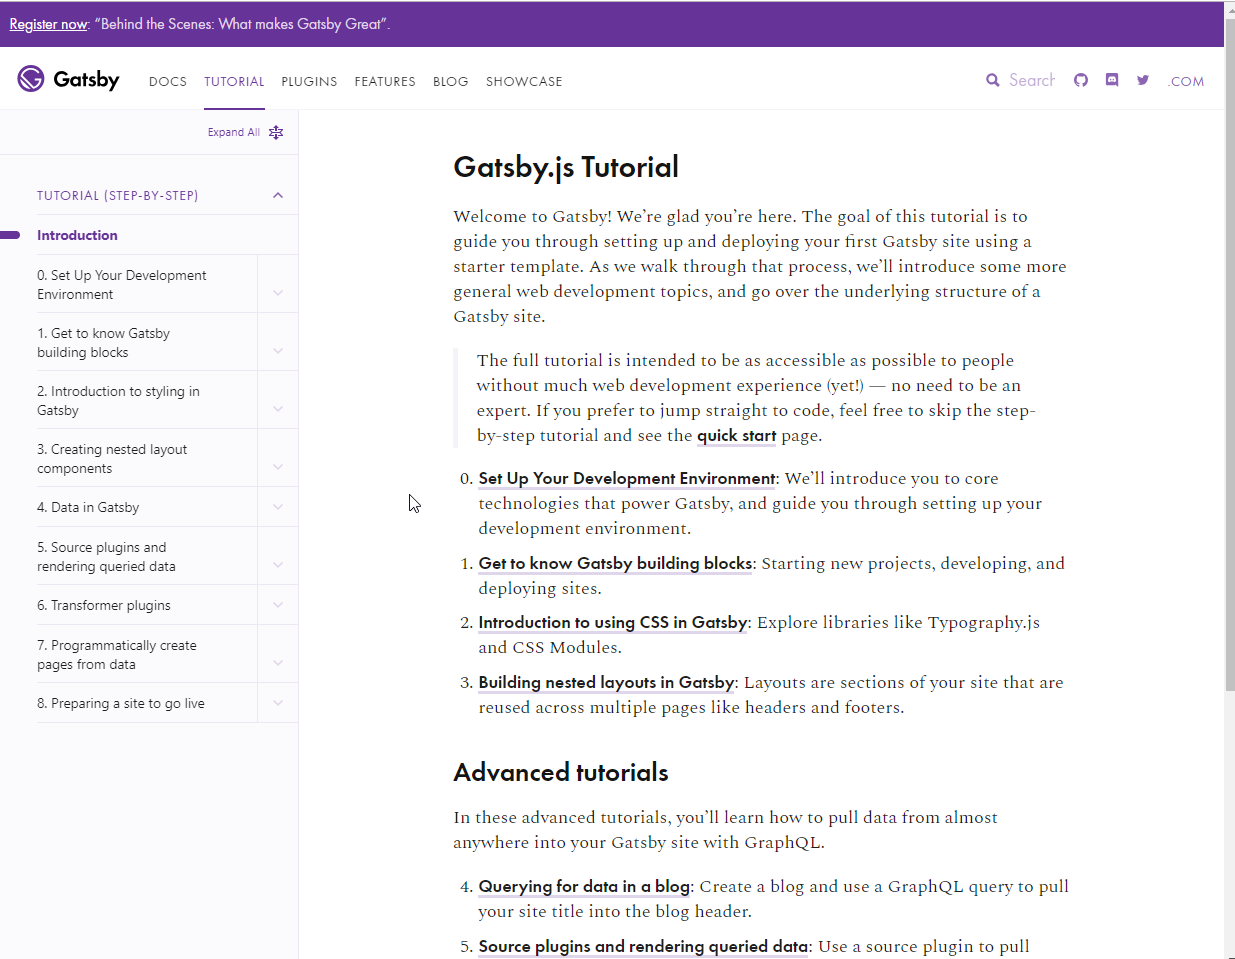 Register now: “Behind the Scenes: What makes Gatsby Great”.
Gatsby DOCS TUTORIAL PLUGINS FEATURES BLOG SHOWCASE Search .COM
Expand All
TUTORIAL (STEP-BY-STEP)
Introduction
0. Set Up Your Development
Environment
1. Get to know Gatsby
building blocks
2. Introduction to styling in
Gatsby
3. Creating nested layout
components
4. Data in Gatsby
5. Source plugins and
rendering queried data
6. Transformer plugins
7. Programmatically create
pages from data
8. Preparing a site to go live
Gatsby.js Tutorial
Welcome to Gatsby! We’re glad you’re here. The goal of this tutorial is to
guide you through setting up and deploying your first Gatsby site using a
starter template. As we walk through that process, we’ll introduce some more
general web development topics, and go over the underlying structure of a
Gatsby site.
The full tutorial is intended to be as accessible as possible to people
without much web development experience (yet!) — no need to be an
expert. If you prefer to jump straight to code, feel free to skip the step-
by-step tutorial and see the quick start page.
0. Set Up Your Development Environment: We’ll introduce you to core
technologies that power Gatsby, and guide you through setting up your
development environment.
1. Get to know Gatsby building blocks: Starting new projects, developing, and
deploying sites.
2. Introduction to using CSS in Gatsby: Explore libraries like Typography.js
and CSS Modules.
3. Building nested layouts in Gatsby: Layouts are sections of your site that are
reused across multiple pages like headers and footers.
Advanced tutorials
In these advanced tutorials, you’ll learn how to pull data from almost
anywhere into your Gatsby site with GraphQL.
4. Querying for data in a blog: Create a blog and use a GraphQL query to pull
your site title into the blog header.
5. Source plugins and rendering queried data: Use a source plugin to pull